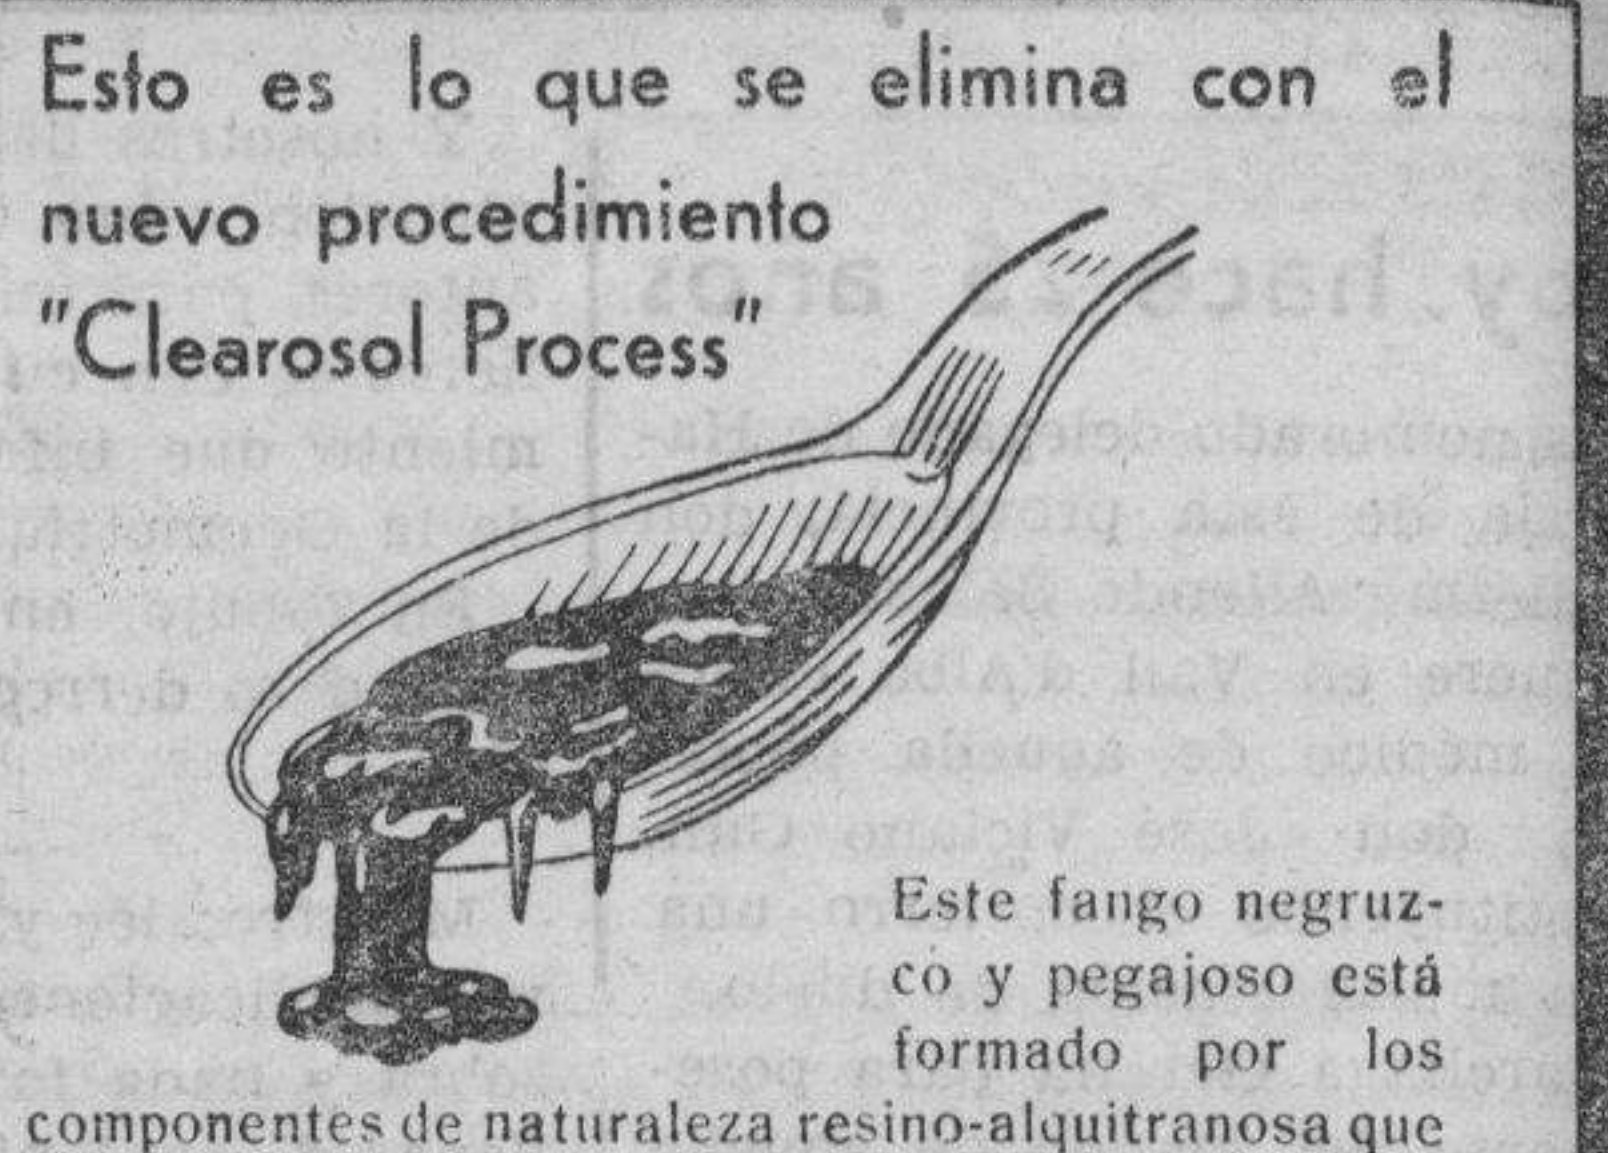 Esto es lo que se elimina con el
nuevo procedimiento
"Clearosol Process"
Este fango negruz-
co y pegajoso está
formado por los
componentes de naturaleza resino-alquitranosa que